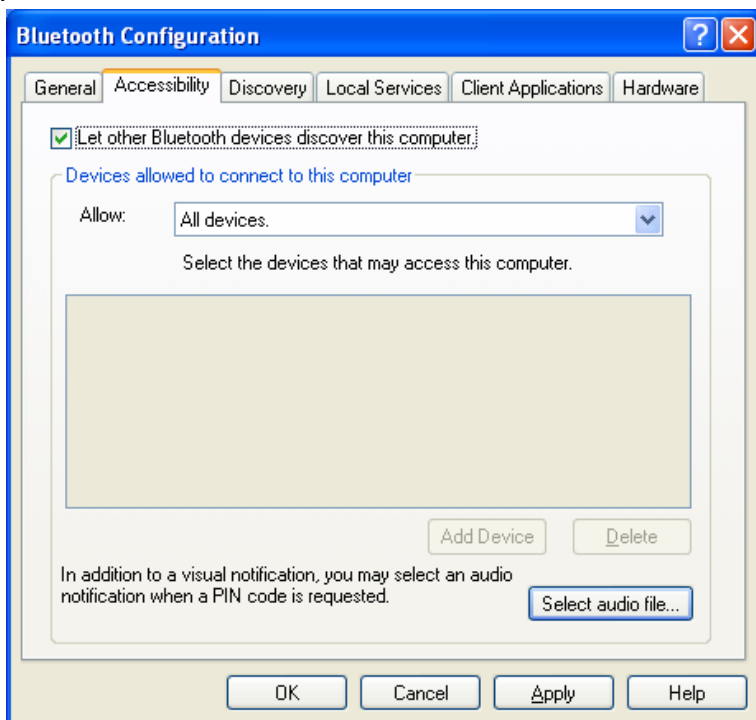 Bluetooth Configuration
General Accessibility Discovery Local Services Client Applications Hardware
Let other Bluetooth devices discover this computer.
Devices allowed to connect to this computer
Allow: All devices.
Select the devices that may access this computer.
Add Device Delete
In addition to a visual notification, you may select an audio
notification when a PIN code is requested.
Select audio file...
OK Cancel Apply Help